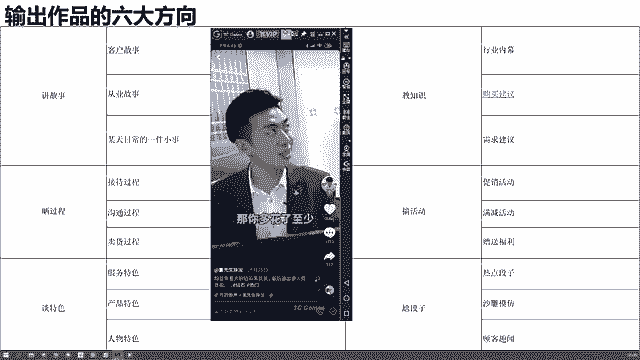 输出作品的六大方向
讲故事
客户故事
从业故事
某天日常的一件小事
晒过程
接待过程
沟通过程
卖货过程
谈特色
服务特色
产品特色
人物特色
那你多花了至少
教知识
行业内幕
购买建议
需求建议
搞活动
促销活动
满减活动
赠送福利
尬段子
热点段子
沙雕模仿
顾客趣闻